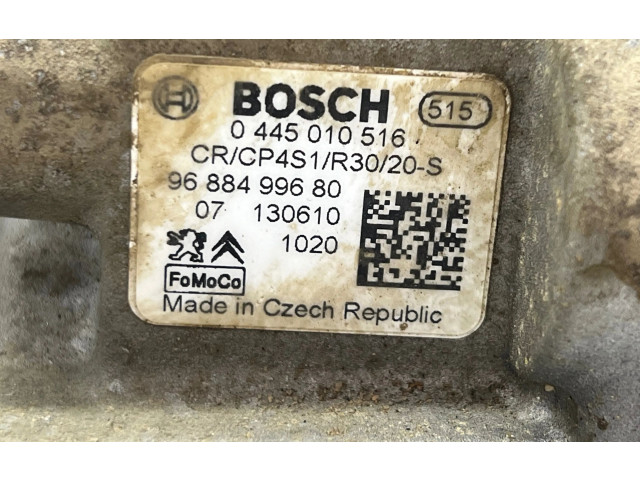 BOSCH 515
0 445 010 516
CR/CP4S1/R30/20-S
96 884 996 80
07 130610
1020
FoMoCo
Made in Czech Republic